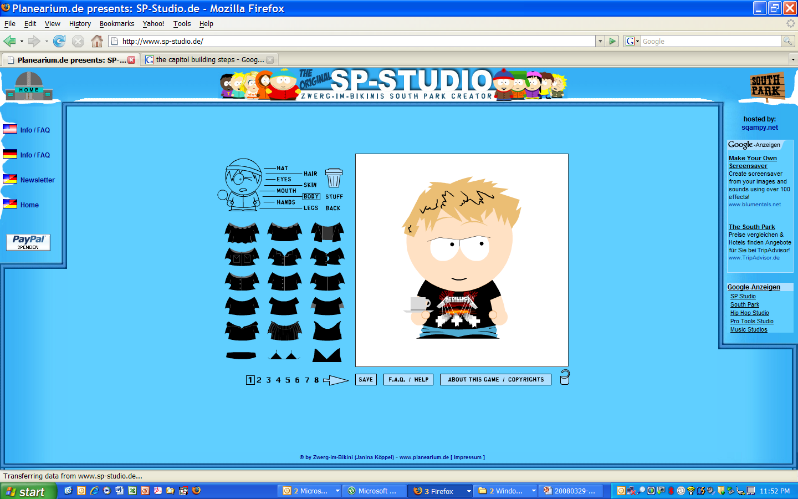 Planearium.de presents: SP-Studio.de - Mozilla Firefox
File Edit View History Bookmarks Yahoo! Tools Help
http://www.sp-studio.de/
Google
Planearium.de presents: SP-...
the capitol building steps - Goog...
HOME
THE ORIGINAL SP-STUDIO
ZWERG-IM-BIKINIS SOUTH PARK CREATOR
SOUTH PARK
Info / FAQ
Info / FAQ
Newsletter
Home
PayPal
SPENDEN
HAT
EYES
MOUTH
HANDS
HAIR
SKIN
BODY
LEGS
STUFF
BACK
1 2 3 4 5 6 7 8
SAVE
F.A.Q. / HELP
ABOUT THIS GAME / COPYRIGHTS
hosted by:
sqampy.net
Google-Anzeigen
Make Your Own
Screensaver
Create screensaver
from your images and
sounds using over 100
effects!
www.blumentals.net
The South Park
Preise vergleichen &
Hotels finden Angebote
für Sie bei TripAdvisor!
www.TripAdvisor.de
Google Anzeigen
SP Studio
South Park
Hip Hop Studio
Pro Tools Studio
Music Studios
© by Zwerg-im-Bikini (Janina Köppel) - www.planearium.de [ Impressum ]
Transferring data from www.sp-studio.de...
start
2 Micros...
Microsoft ...
3 Firefox
2 Window...
20080329 ...
11:52 PM